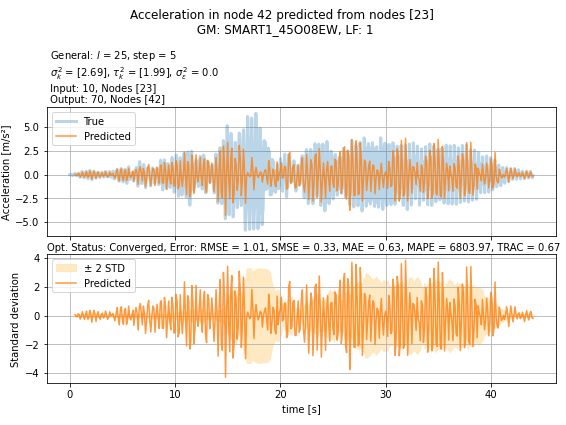 Acceleration in node 42 predicted from nodes [23]
GM: SMART1_45O08EW, LF: 1
General: l = 25, step = 5
σ²ₖ = [2.69], τ²ₖ = [1.99], σ²ε = 0.0
Input: 10, Nodes [23]
Output: 70, Nodes [42]
True
Predicted
Acceleration [m/s²]
5.0
2.5
0.0
−2.5
−5.0
Opt. Status: Converged, Error: RMSE = 1.01, SMSE = 0.33, MAE = 0.63, MAPE = 6803.97, TRAC = 0.67
± 2 STD
Predicted
Standard deviation
4
2
0
−2
−4
0 10 20 30 40
time [s]